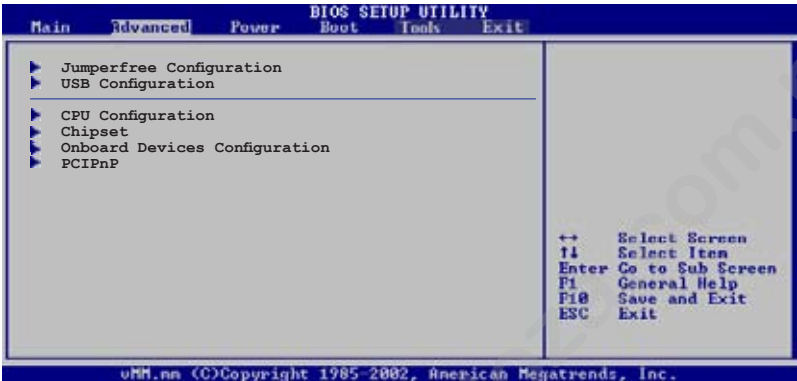 BIOS SETUP UTILITY
Main Advanced Power Boot Tools Exit
Jumperfree Configuration
USB Configuration
CPU Configuration
Chipset
Onboard Devices Configuration
PCIPnP
←→ Select Screen
↑↓ Select Item
Enter Go to Sub Screen
F1 General Help
F10 Save and Exit
ESC Exit
vMM.mm (C)Copyright 1985-2002, American Megatrends, Inc.